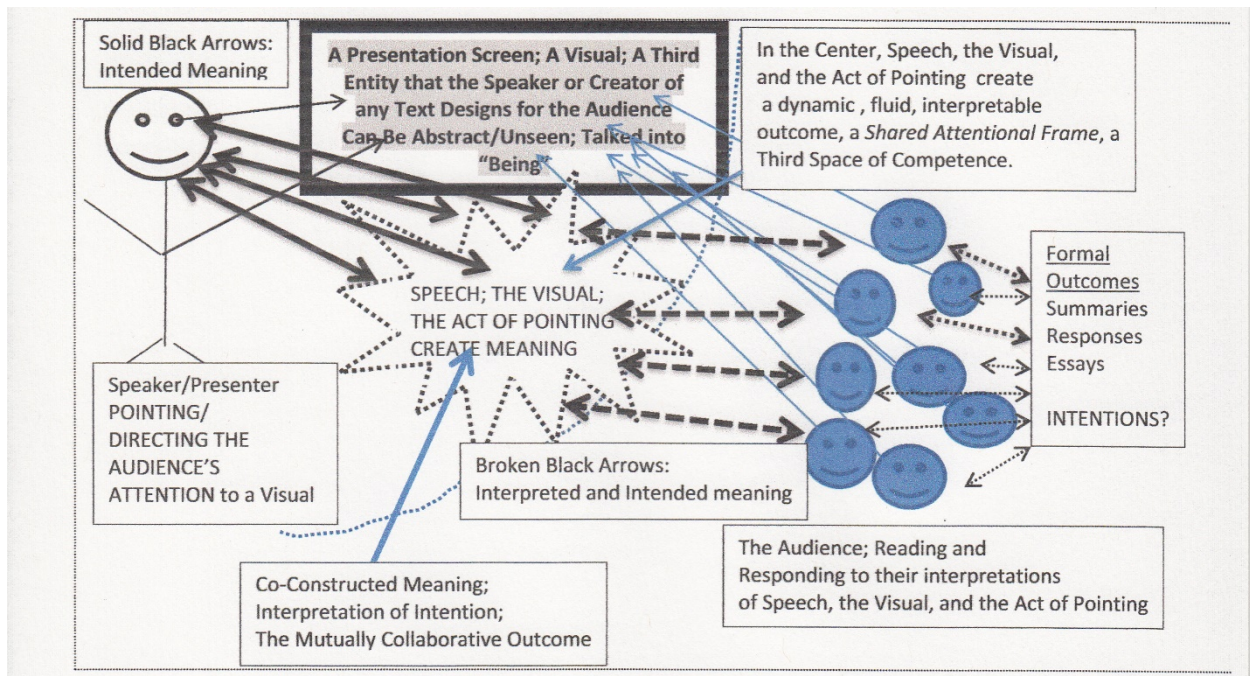 Solid Black Arrows:
Intended Meaning
A Presentation Screen; A Visual; A Third
Entity that the Speaker or Creator of
any Text Designs for the Audience
Can Be Abstract/Unseen; Talked into
“Being”
In the Center, Speech, the Visual,
and the Act of Pointing create
a dynamic , fluid, interpretable
outcome, a Shared Attentional Frame, a
Third Space of Competence.
SPEECH; THE VISUAL;
THE ACT OF POINTING
CREATE MEANING
Formal
Outcomes
Summaries
Responses
Essays
INTENTIONS?
Speaker/Presenter
POINTING/
DIRECTING THE
AUDIENCE’S
ATTENTION to a Visual
Broken Black Arrows:
Interpreted and Intended meaning
The Audience; Reading and
Responding to their interpretations
of Speech, the Visual, and the Act of Pointing
Co-Constructed Meaning;
Interpretation of Intention;
The Mutually Collaborative Outcome